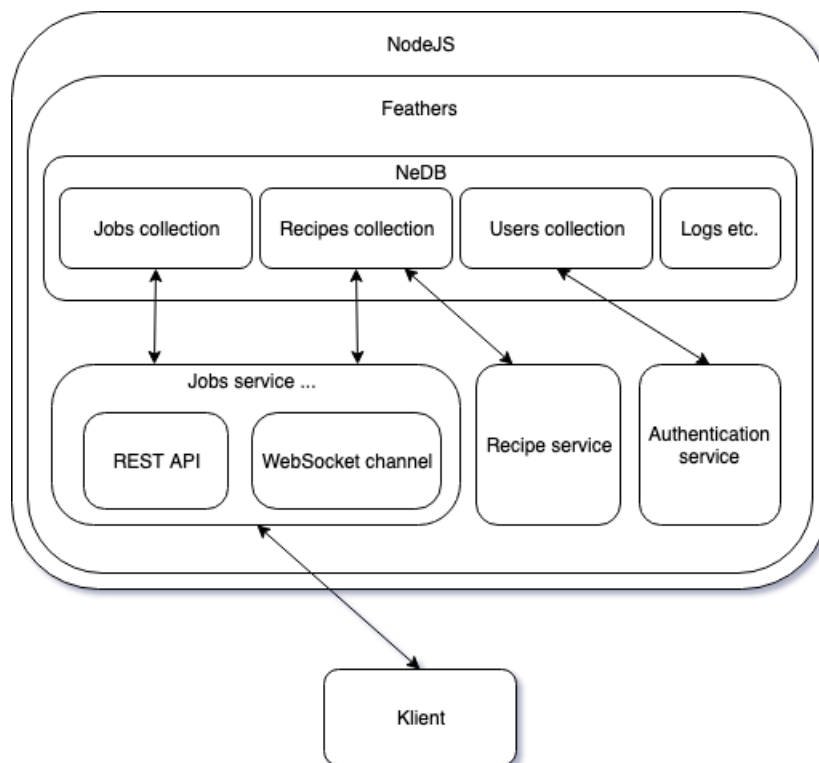 NodeJS
Feathers
NeDB
Jobs collection
Recipes collection
Users collection
Logs etc.
Jobs service ...
REST API
WebSocket channel
Recipe service
Authentication
service
Klient